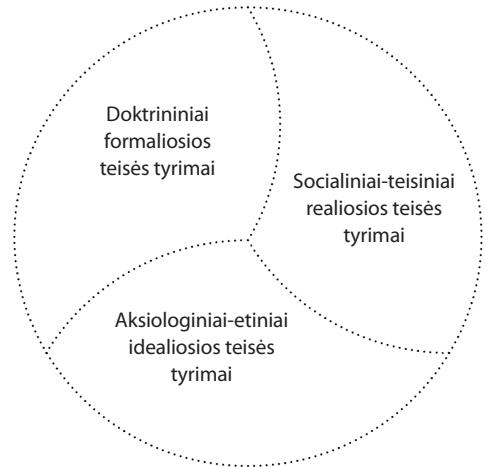 Doktrininiai
formaliosios
teisės tyrimai
Socialiniai-teisiniai
realiosios teisės
tyrimai
Aksiologiniai-etiniai
idealiosios teisės
tyrimai